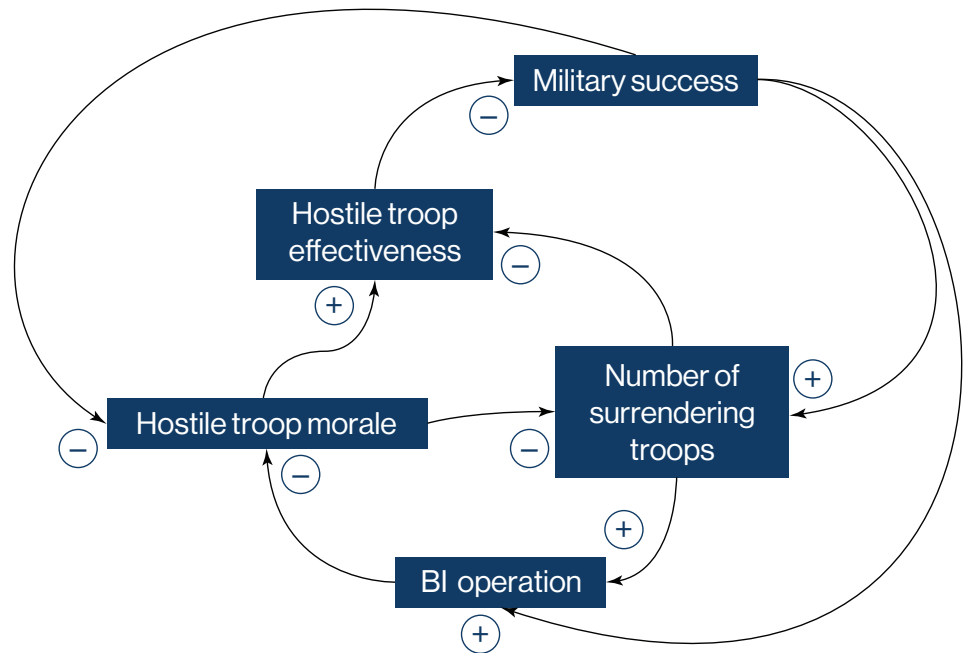 Military success
−
Hostile troop
effectiveness
−
+
Number of
surrendering
troops
+
Hostile troop morale
−
−
−
+
BI operation
+